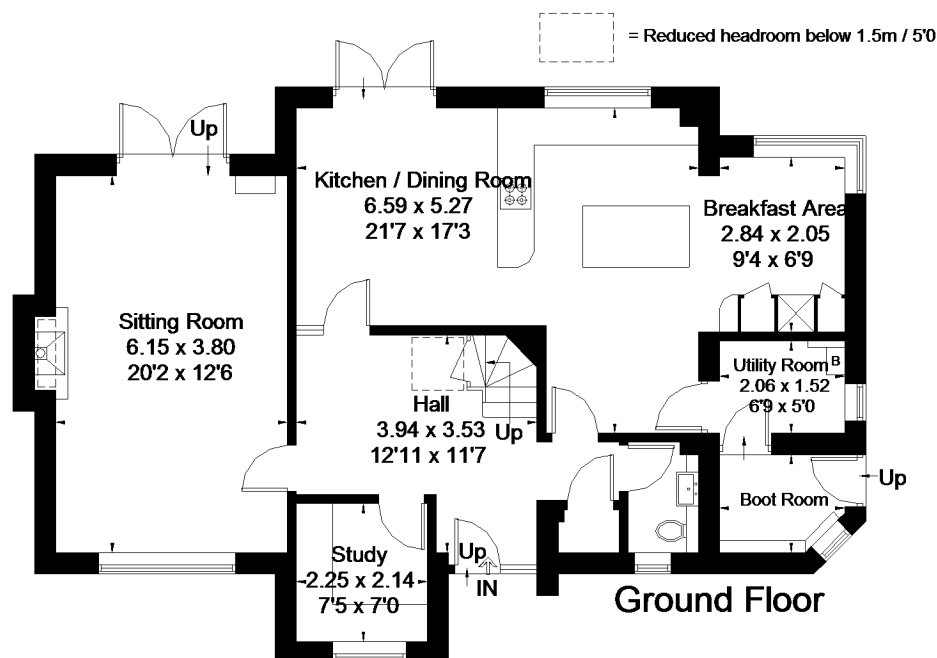 = Reduced headroom below 1.5m / 5'0
Up
Kitchen / Dining Room
6.59 x 5.27
21'7 x 17'3
Breakfast Area
2.84 x 2.05
9'4 x 6'9
Sitting Room
6.15 x 3.80
20'2 x 12'6
Utility Room
2.06 x 1.52
6'9 x 5'0
B
Hall
3.94 x 3.53
12'11 x 11'7
Up
Boot Room
Up
Study
2.25 x 2.14
7'5 x 7'0
Up
IN
Ground Floor